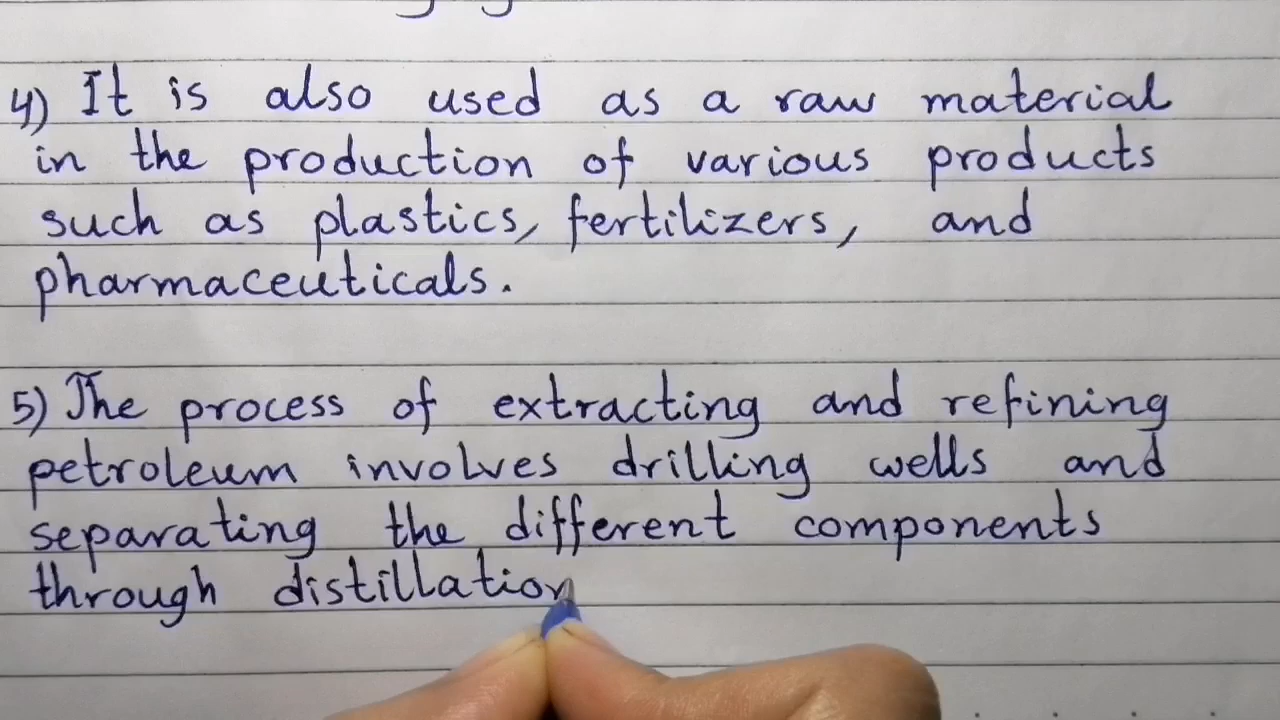 4) It is also used as a raw material
in the production of various products
such as plastics, fertilizers, and
pharmaceuticals.
5) The process of extracting and refining
petroleum involves drilling wells and
separating the different components
through distillation